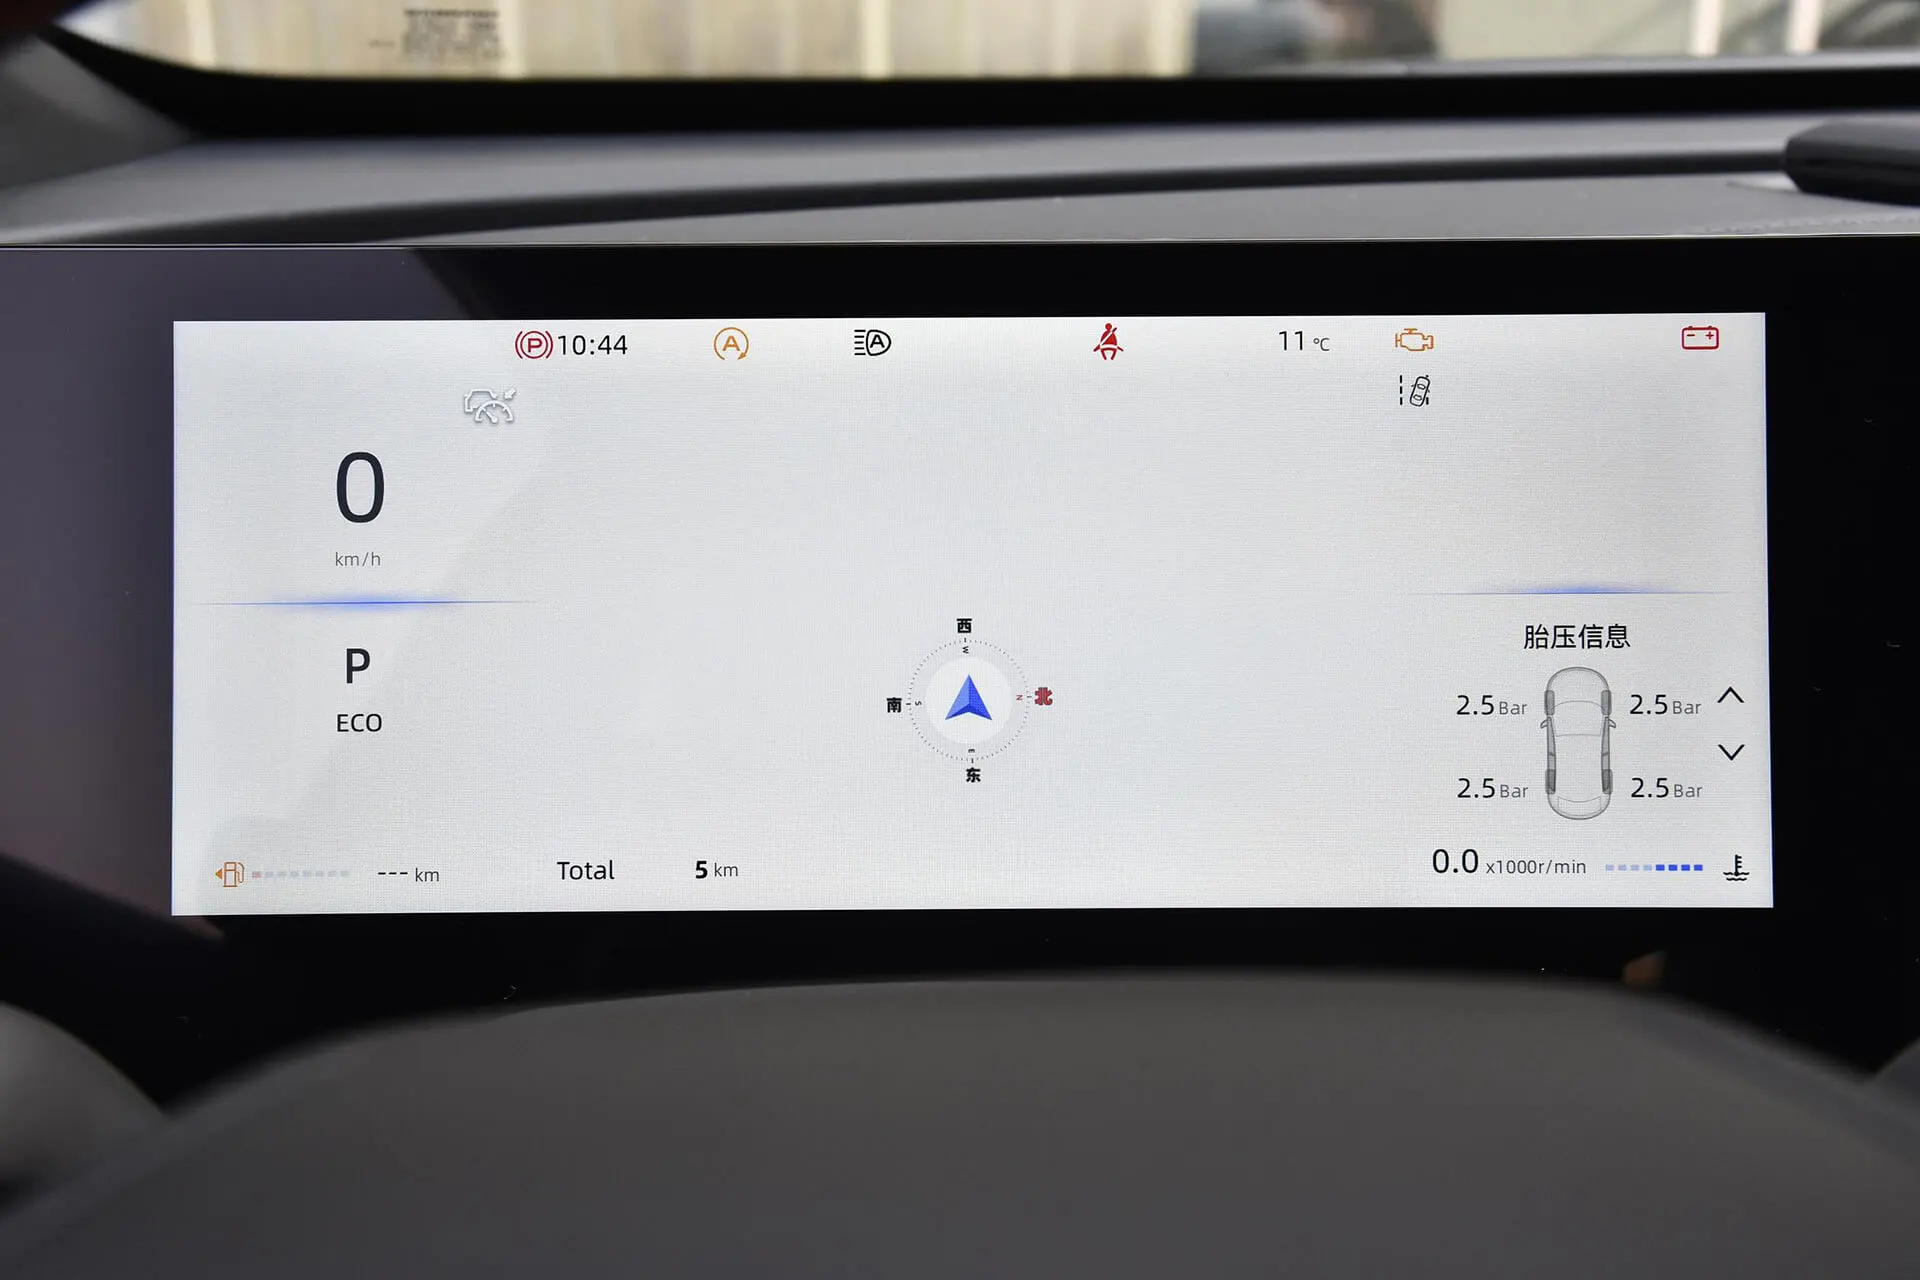 P 10:44 A A 11 °C
0
km/h
P
ECO
西
W
南 S N 北
E
东
胎压信息
2.5 Bar 2.5 Bar
2.5 Bar 2.5 Bar
--- km Total 5 km 0.0 x1000r/min